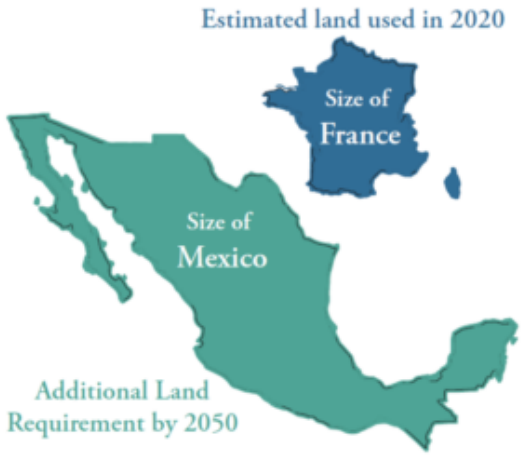 Estimated land used in 2020
Size of
France
Size of
Mexico
Additional Land
Requirement by 2050